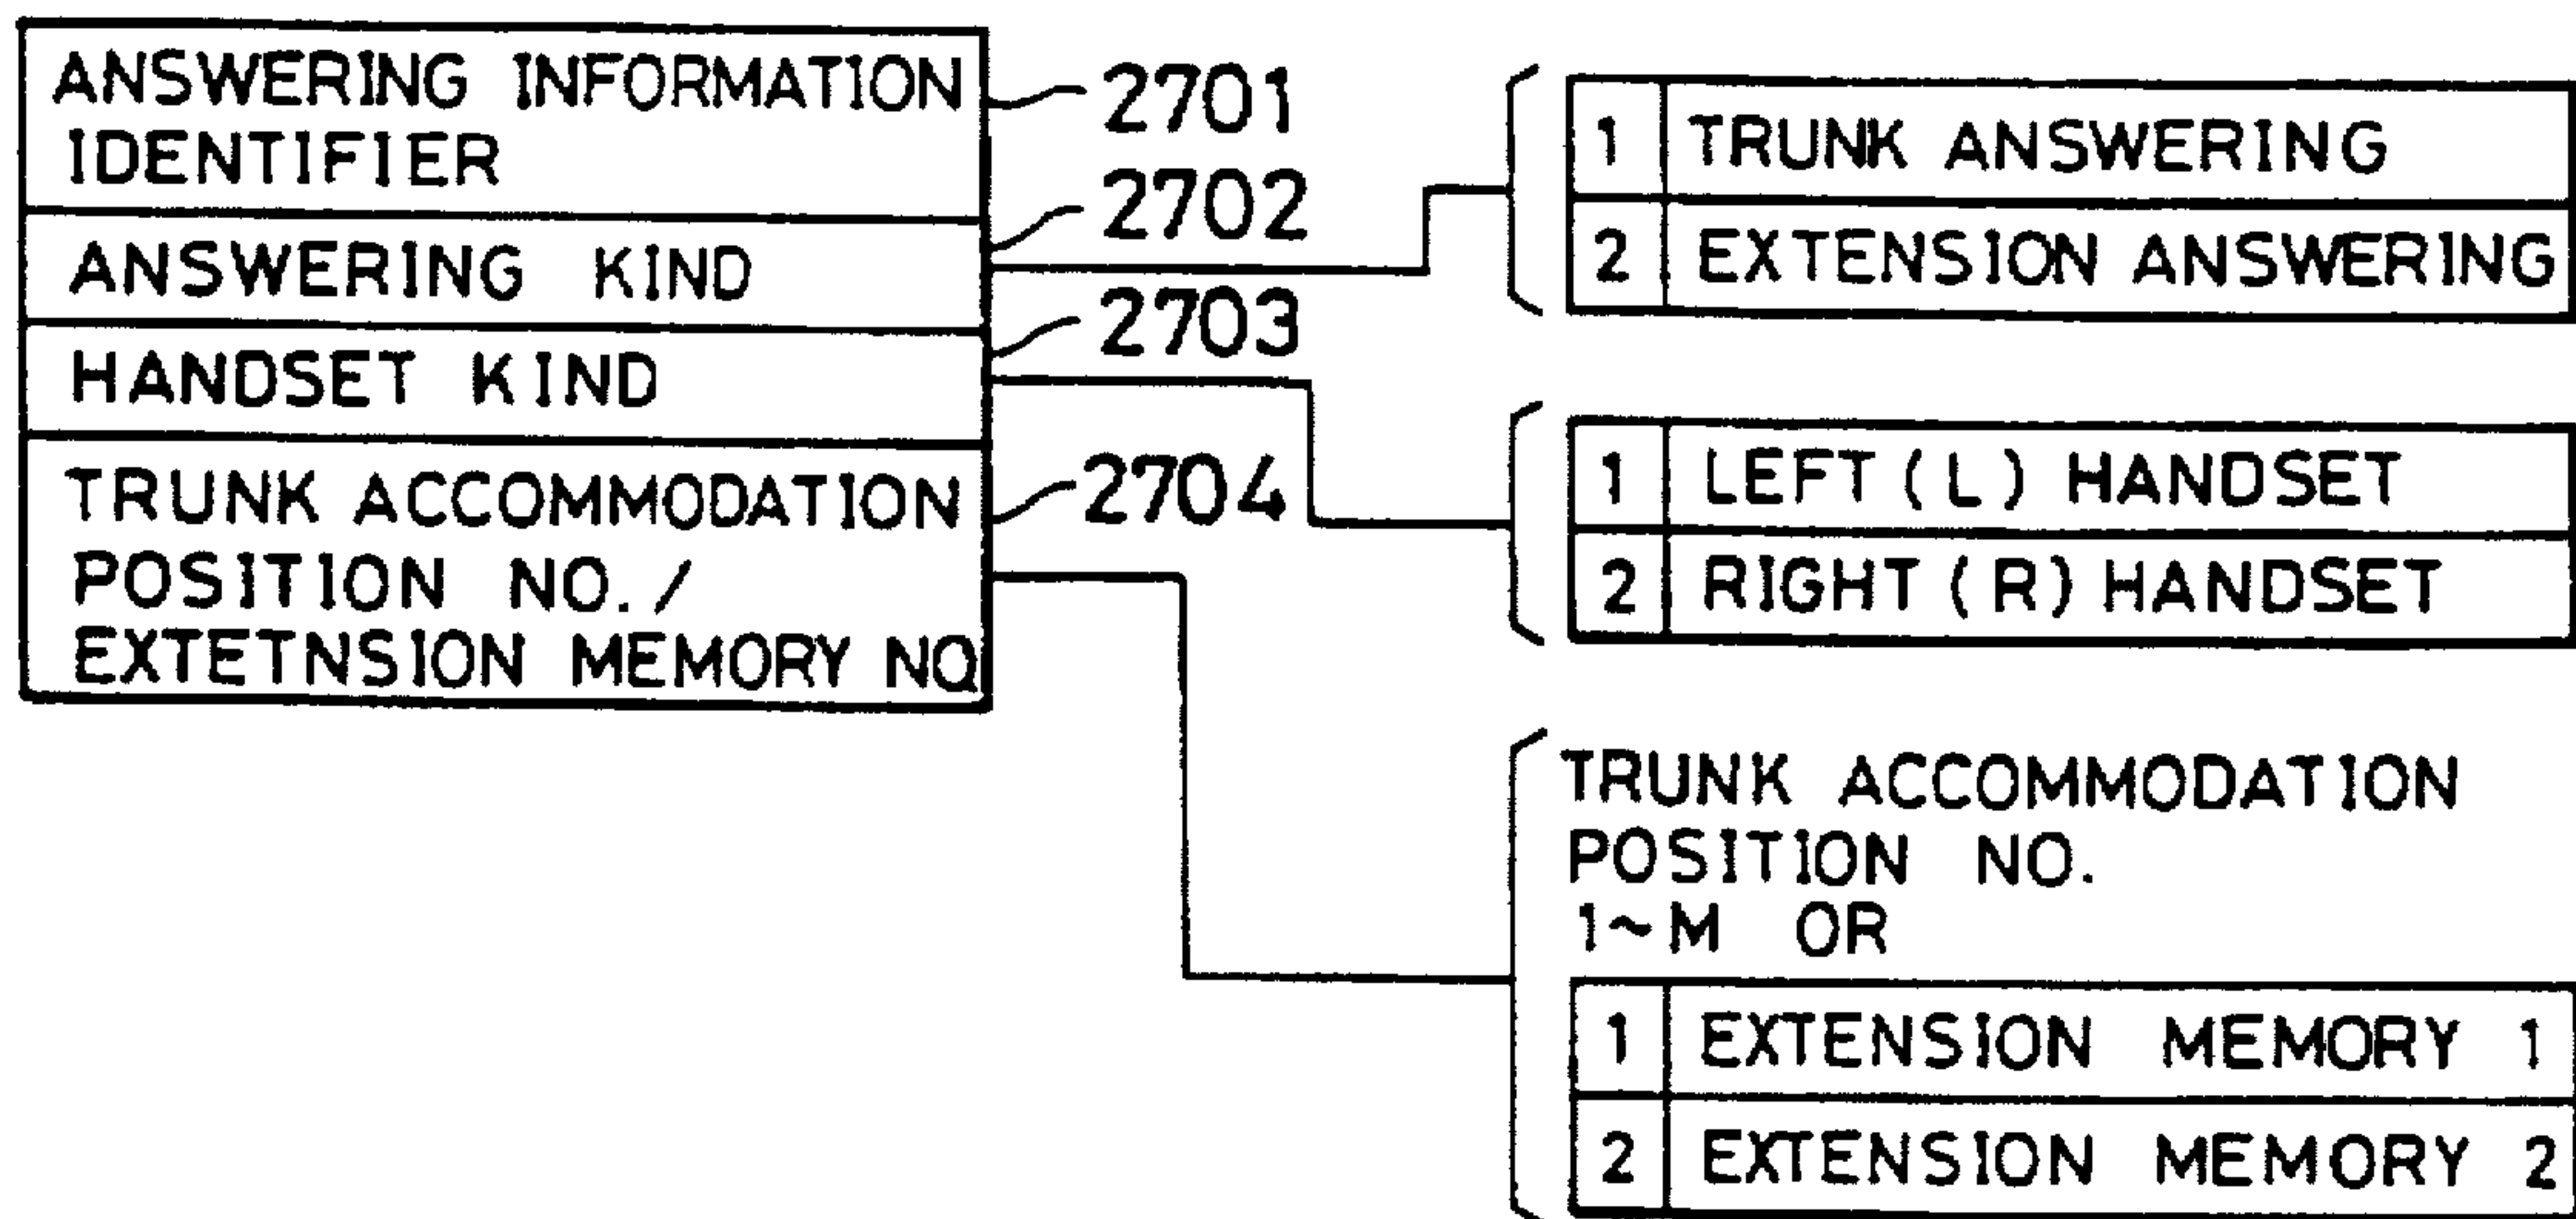 ANSWERING INFORMATION
IDENTIFIER
2701
ANSWERING KIND
2702
HANDSET KIND
2703
TRUNK ACCOMMODATION
POSITION NO./
EXTETNSION MEMORY NO
2704
1 TRUNK ANSWERING
2 EXTENSION ANSWERING
1 LEFT (L) HANDSET
2 RIGHT (R) HANDSET
TRUNK ACCOMMODATION
POSITION NO.
1~M OR
1 EXTENSION MEMORY 1
2 EXTENSION MEMORY 2